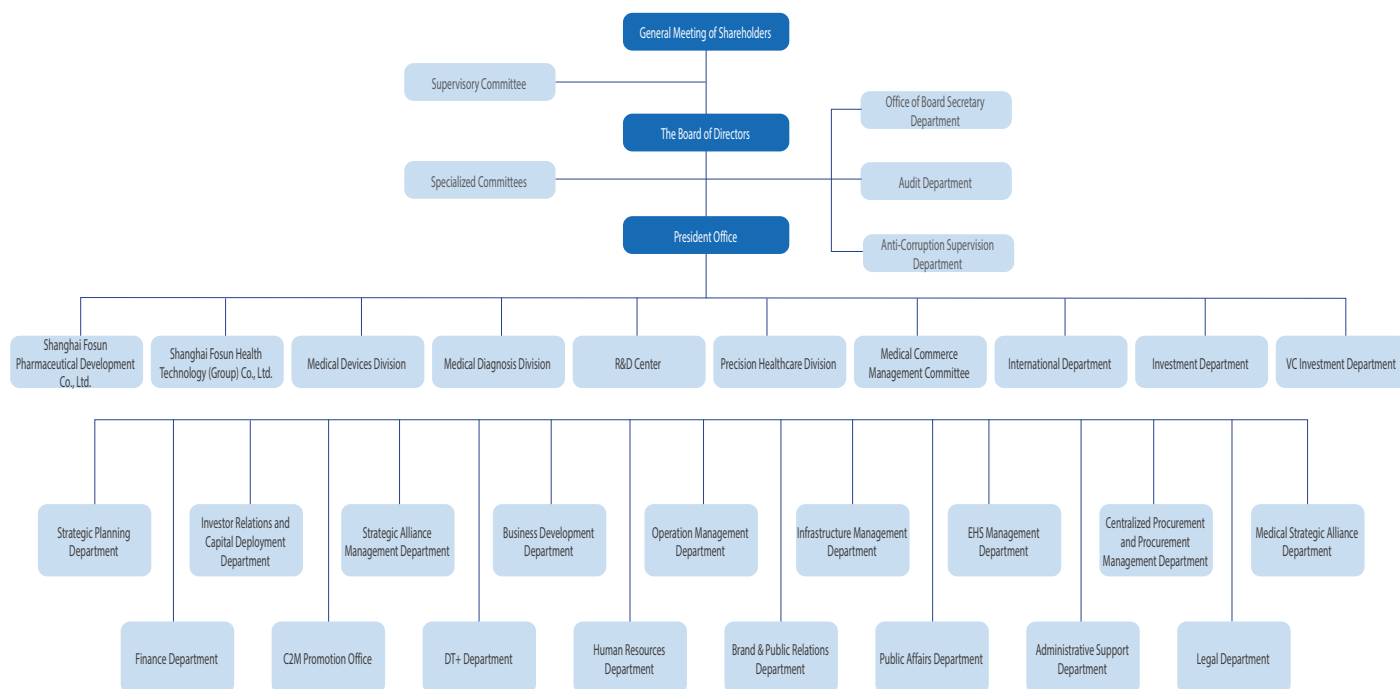 General Meeting of Shareholders
Supervisory Committee
Office of Board Secretary
Department
The Board of Directors
Specialized Committees
Audit Department
President Office
Anti-Corruption Supervision
Department
Shanghai Fosun
Pharmaceutical Development
Co., Ltd.
Shanghai Fosun Health
Technology (Group) Co., Ltd.
Medical Devices Division
Medical Diagnosis Division
R&D Center
Precision Healthcare Division
Medical Commerce
Management Committee
International Department
Investment Department
VC Investment Department
Strategic Planning
Department
Investor Relations and
Capital Deployment
Department
Strategic Alliance
Management Department
Business Development
Department
Operation Management
Department
Infrastructure Management
Department
EHS Management
Department
Centralized Procurement
and Procurement
Management Department
Medical Strategic Alliance
Department
Finance Department
C2M Promotion Office
DT+ Department
Human Resources
Department
Brand & Public Relations
Department
Public Affairs Department
Administrative Support
Department
Legal Department